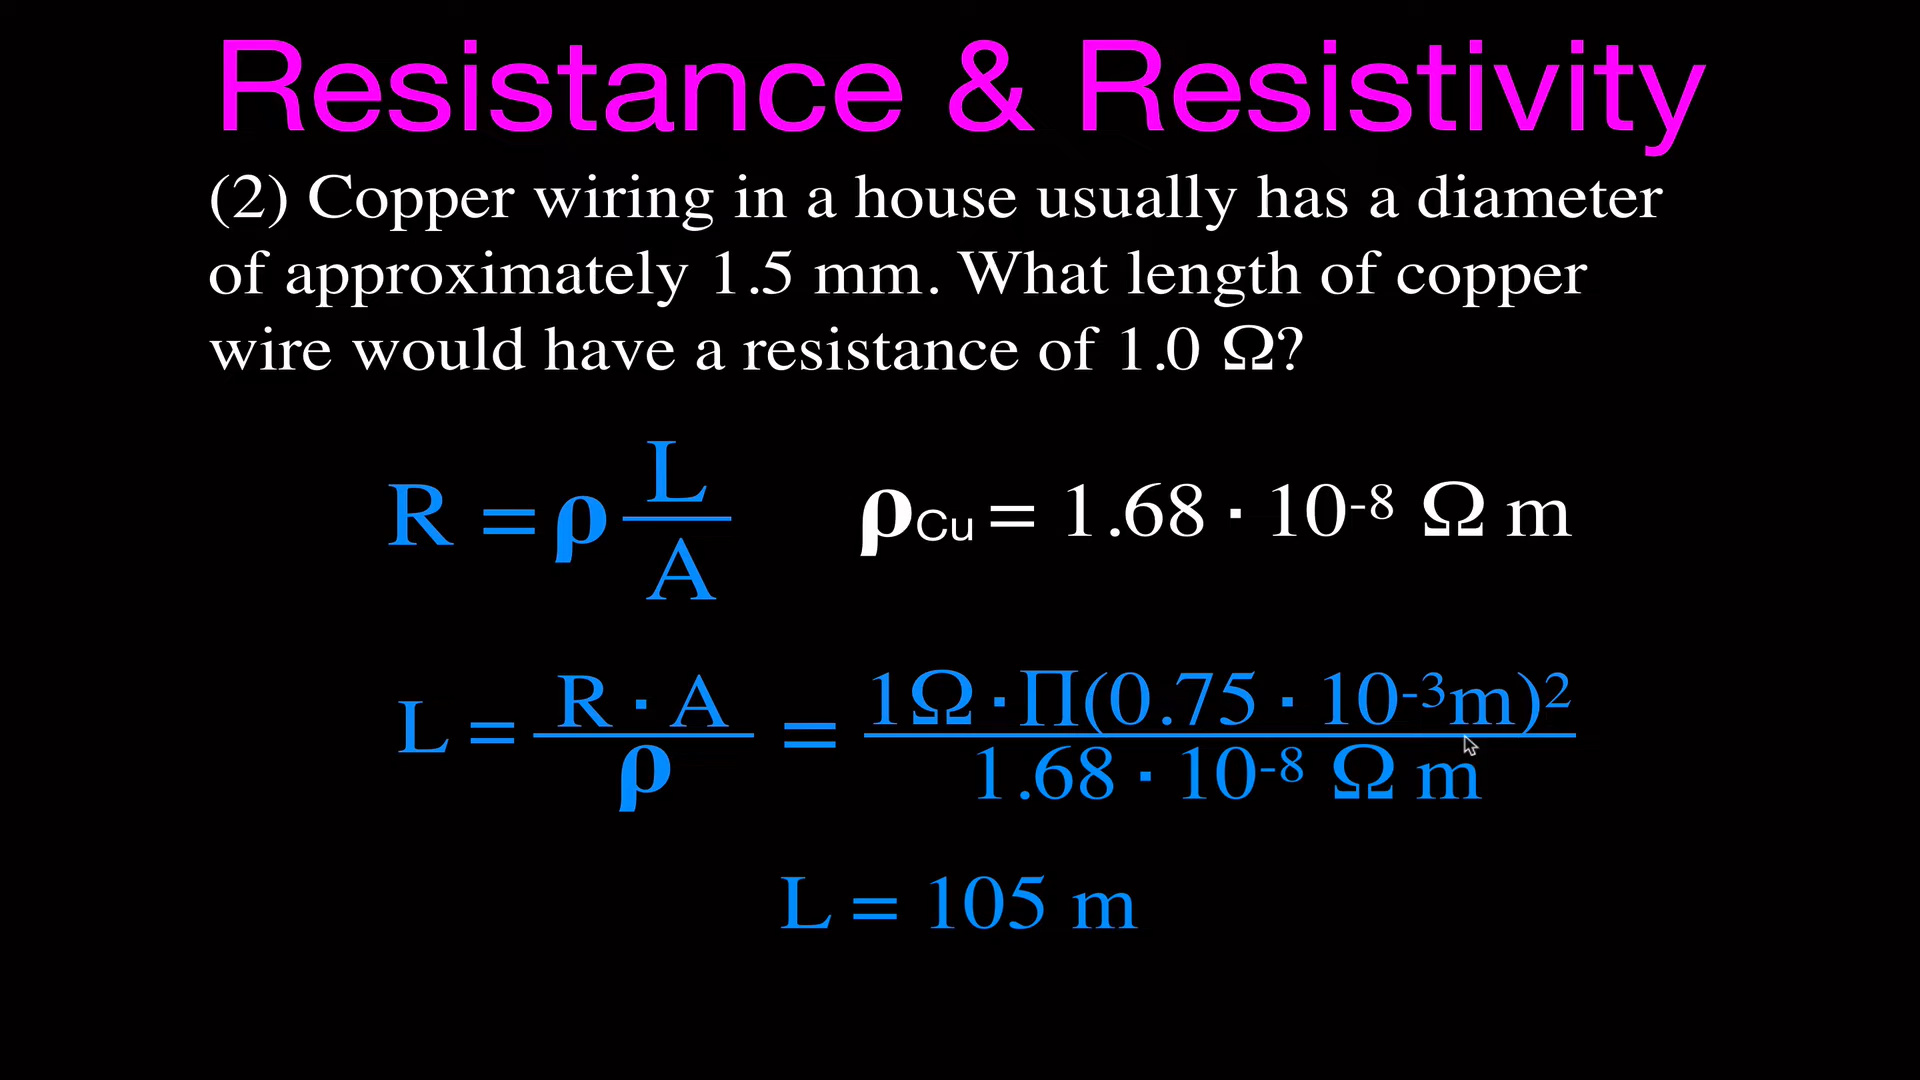 Resistance & Resistivity
(2) Copper wiring in a house usually has a diameter
of approximately 1.5 mm. What length of copper
wire would have a resistance of 1.0 Ω?
R = ρ L / A
ρCu = 1.68 · 10⁻⁸ Ω m
L = R · A / ρ = 1Ω · Π(0.75 · 10⁻³m)² / 1.68 · 10⁻⁸ Ω m
L = 105 m